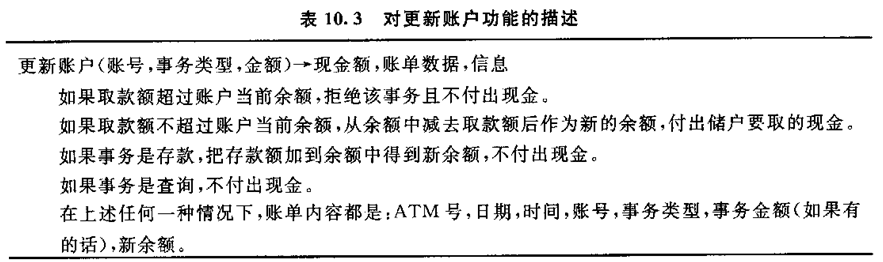 表 10.3 对更新账户功能的描述
更新账户(账号,事务类型,金额)→现金额,账单数据,信息
如果取款额超过账户当前余额,拒绝该事务且不付出现金。
如果取款额不超过账户当前余额,从余额中减去取款额后作为新的余额,付出储户要取的现金。
如果事务是存款,把存款额加到余额中得到新余额,不付出现金。
如果事务是查询,不付出现金。
在上述任何一种情况下,账单内容都是:ATM 号,日期,时间,账号,事务类型,事务金额(如果有
的话),新余额。